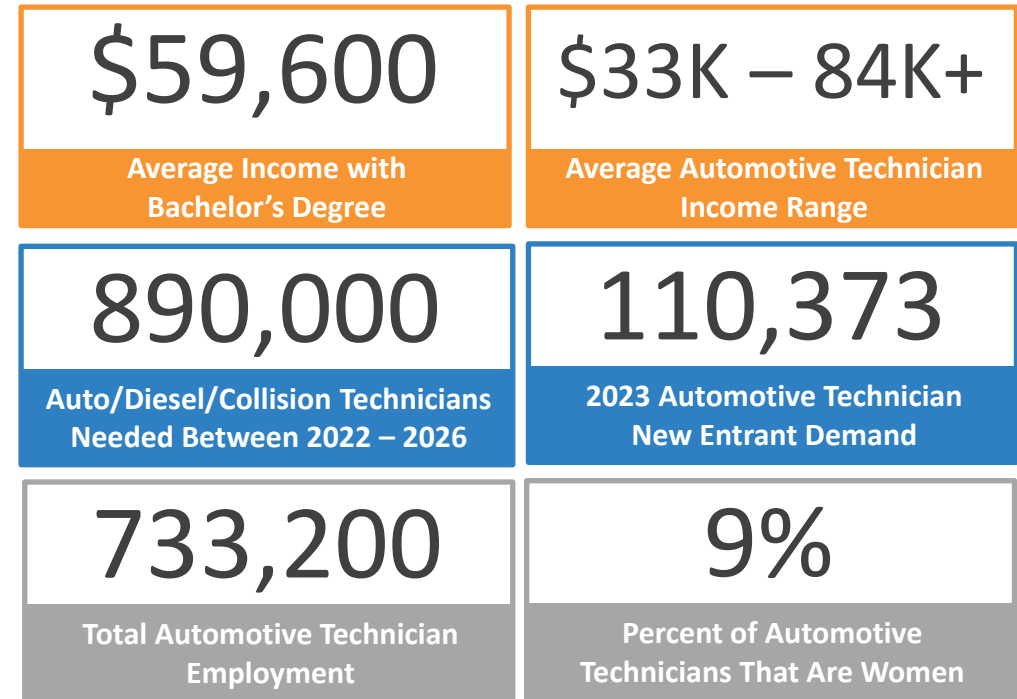 $59,600
Average Income with
Bachelor's Degree
$33K – 84K+
Average Automotive Technician
Income Range
890,000
Auto/Diesel/Collision Technicians
Needed Between 2022 – 2026
110,373
2023 Automotive Technician
New Entrant Demand
733,200
Total Automotive Technician
Employment
9%
Percent of Automotive
Technicians That Are Women